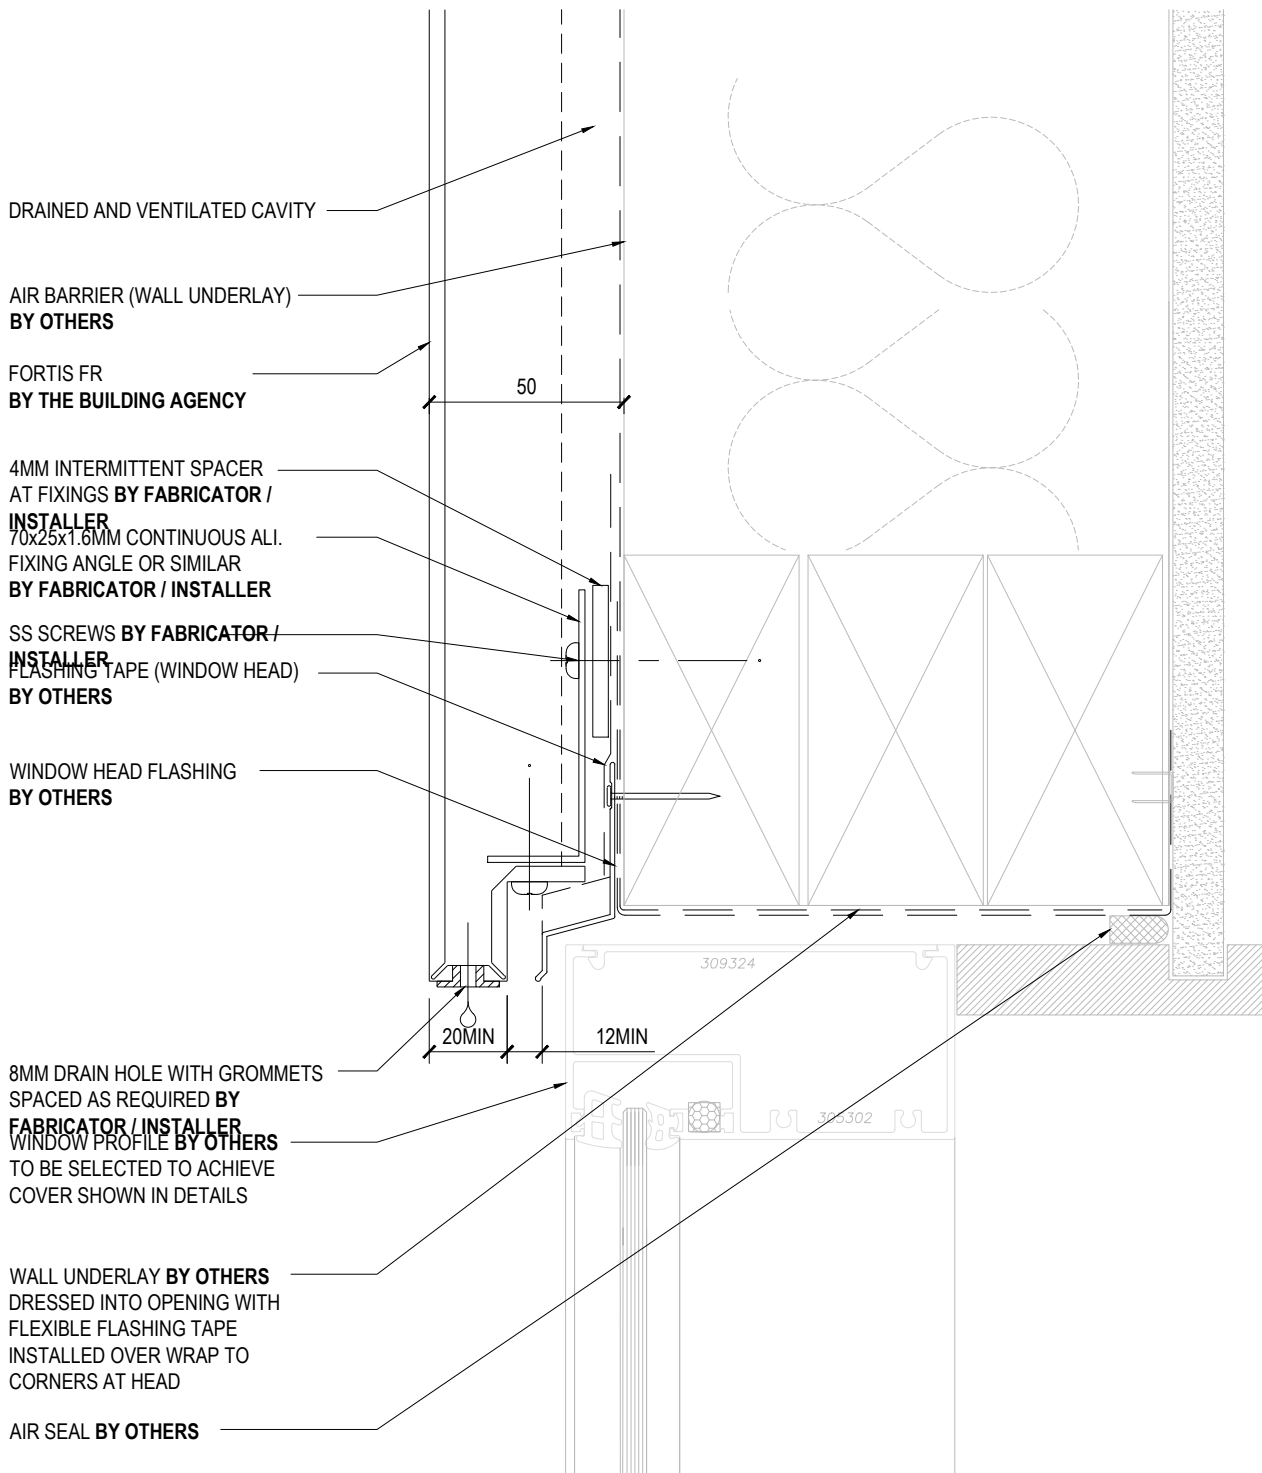 DRAINED AND VENTILATED CAVITY
AIR BARRIER (WALL UNDERLAY)
BY OTHERS
FORTIS FR
BY THE BUILDING AGENCY
50
4MM INTERMITTENT SPACER
AT FIXINGS BY FABRICATOR /
INSTALLER
70x25x1.6MM CONTINUOUS ALI.
FIXING ANGLE OR SIMILAR
BY FABRICATOR / INSTALLER
SS SCREWS BY FABRICATOR /
INSTALLER
FLASHING TAPE (WINDOW HEAD)
BY OTHERS
WINDOW HEAD FLASHING
BY OTHERS
309324
20MIN
12MIN
8MM DRAIN HOLE WITH GROMMETS
SPACED AS REQUIRED BY
FABRICATOR / INSTALLER
306302
WINDOW PROFILE BY OTHERS
TO BE SELECTED TO ACHIEVE
COVER SHOWN IN DETAILS
WALL UNDERLAY BY OTHERS
DRESSED INTO OPENING WITH
FLEXIBLE FLASHING TAPE
INSTALLED OVER WRAP TO
CORNERS AT HEAD
AIR SEAL BY OTHERS